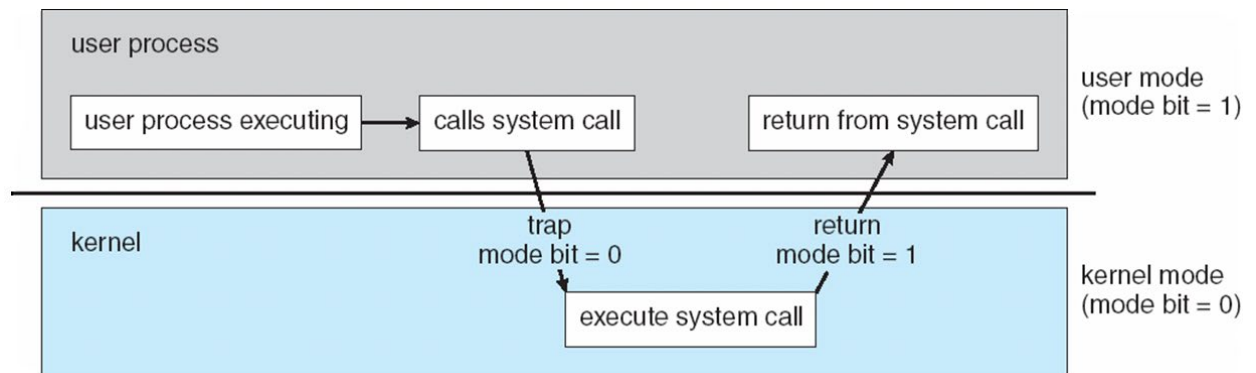 user process
user process executing
calls system call
return from system call
user mode
(mode bit = 1)
kernel
trap
mode bit = 0
return
mode bit = 1
execute system call
kernel mode
(mode bit = 0)